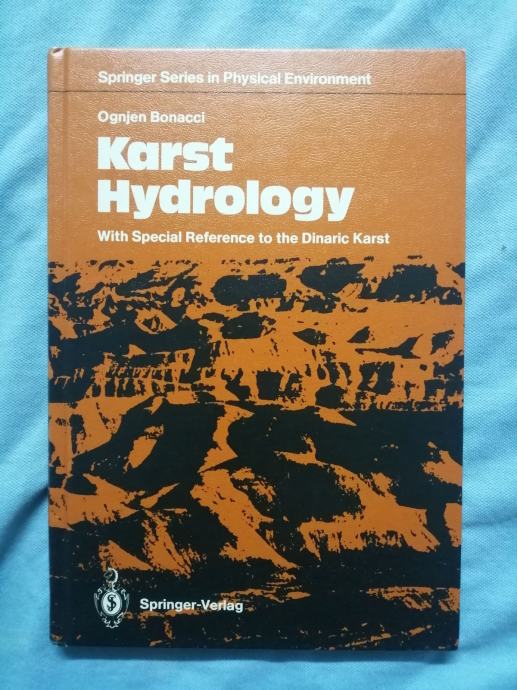 Springer Series in Physical Environment
Ognjen Bonacci
Karst
Hydrology
With Special Reference to the Dinaric Karst
Springer-Verlag